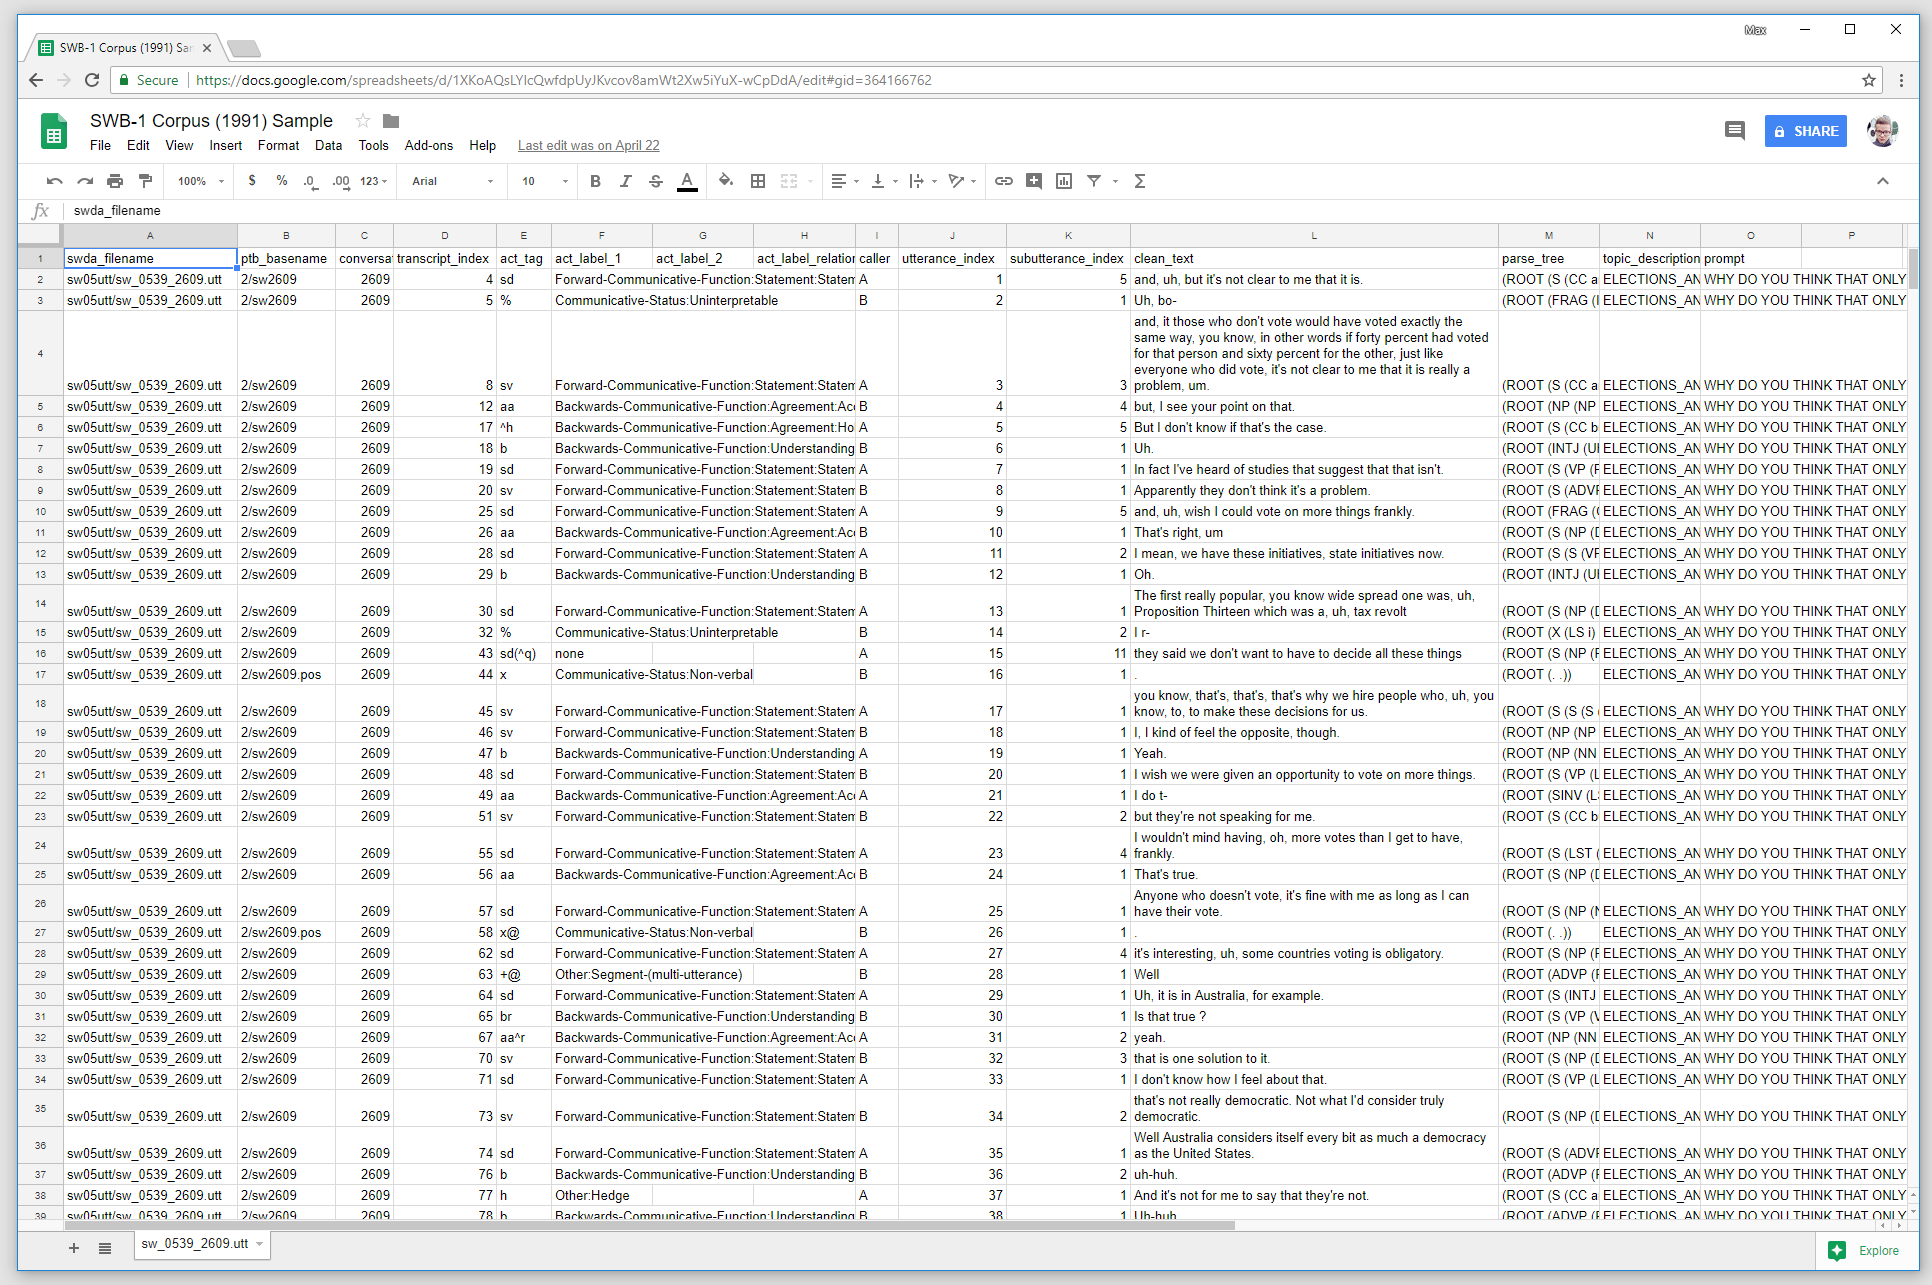 Max
SWB-1 Corpus (1991) Sar
Secure https://docs.google.com/spreadsheets/d/1XKoAQsLYlcQwfdpUyJKvcov8amWt2Xw5iYuX-wCpDdA/edit#gid=364166762
SWB-1 Corpus (1991) Sample
SHARE
File Edit View Insert Format Data Tools Add-ons Help Last edit was on April 22
100% $ % .0 .00 123 Arial 10 B I S A Σ
fx swda_filename
A B C D E F G H I J K L M N O P
1 swda_filename ptb_basename conversat transcript_index act_tag act_label_1 act_label_2 act_label_relation caller utterance_index subutterance_index clean_text parse_tree topic_description prompt
2 sw05utt/sw_0539_2609.utt 2/sw2609 2609 4 sd Forward-Communicative-Function:Statement:Statem A 1 5 and, uh, but it's not clear to me that it is. (ROOT (S (CC a ELECTIONS_AN WHY DO YOU THINK THAT ONLY
3 sw05utt/sw_0539_2609.utt 2/sw2609 2609 5 % Communicative-Status:Uninterpretable B 2 1 Uh, bo- (ROOT (FRAG (I ELECTIONS_AN WHY DO YOU THINK THAT ONLY
and, it those who don't vote would have voted exactly the
same way, you know, in other words if forty percent had voted
4 for that person and sixty percent for the other, just like
everyone who did vote, it's not clear to me that it is really a
sw05utt/sw_0539_2609.utt 2/sw2609 2609 8 sv Forward-Communicative-Function:Statement:Statem A 3 3 problem, um. (ROOT (S (CC a ELECTIONS_AN WHY DO YOU THINK THAT ONLY
5 sw05utt/sw_0539_2609.utt 2/sw2609 2609 12 aa Backwards-Communicative-Function:Agreement:Acc B 4 4 but, I see your point on that. (ROOT (NP (NP ELECTIONS_AN WHY DO YOU THINK THAT ONLY
6 sw05utt/sw_0539_2609.utt 2/sw2609 2609 17 ^h Backwards-Communicative-Function:Agreement:Ho A 5 5 But I don't know if that's the case. (ROOT (S (CC b ELECTIONS_AN WHY DO YOU THINK THAT ONLY
7 sw05utt/sw_0539_2609.utt 2/sw2609 2609 18 b Backwards-Communicative-Function:Understanding B 6 1 Uh. (ROOT (INTJ (UI ELECTIONS_AN WHY DO YOU THINK THAT ONLY
8 sw05utt/sw_0539_2609.utt 2/sw2609 2609 19 sd Forward-Communicative-Function:Statement:Statem A 7 1 In fact I've heard of studies that suggest that that isn't. (ROOT (S (VP (F ELECTIONS_AN WHY DO YOU THINK THAT ONLY
9 sw05utt/sw_0539_2609.utt 2/sw2609 2609 20 sv Forward-Communicative-Function:Statement:Statem B 8 1 Apparently they don't think it's a problem. (ROOT (S (ADVF ELECTIONS_AN WHY DO YOU THINK THAT ONLY
10 sw05utt/sw_0539_2609.utt 2/sw2609 2609 25 sd Forward-Communicative-Function:Statement:Statem A 9 5 and, uh, wish I could vote on more things frankly. (ROOT (FRAG (C ELECTIONS_AN WHY DO YOU THINK THAT ONLY
11 sw05utt/sw_0539_2609.utt 2/sw2609 2609 26 aa Backwards-Communicative-Function:Agreement:Acc B 10 1 That's right, um (ROOT (S (NP (D ELECTIONS_AN WHY DO YOU THINK THAT ONLY
12 sw05utt/sw_0539_2609.utt 2/sw2609 2609 28 sd Forward-Communicative-Function:Statement:Statem A 11 2 I mean, we have these initiatives, state initiatives now. (ROOT (S (S (VF ELECTIONS_AN WHY DO YOU THINK THAT ONLY
13 sw05utt/sw_0539_2609.utt 2/sw2609 2609 29 b Backwards-Communicative-Function:Understanding B 12 1 Oh. (ROOT (INTJ (UI ELECTIONS_AN WHY DO YOU THINK THAT ONLY
14 The first really popular, you know wide spread one was, uh,
sw05utt/sw_0539_2609.utt 2/sw2609 2609 30 sd Forward-Communicative-Function:Statement:Statem A 13 1 Proposition Thirteen which was a, uh, tax revolt (ROOT (S (NP (D ELECTIONS_AN WHY DO YOU THINK THAT ONLY
15 sw05utt/sw_0539_2609.utt 2/sw2609 2609 32 % Communicative-Status:Uninterpretable B 14 2 I r- (ROOT (X (LS i) ELECTIONS_AN WHY DO YOU THINK THAT ONLY
16 sw05utt/sw_0539_2609.utt 2/sw2609 2609 43 sd(^q) none A 15 11 they said we don't want to have to decide all these things (ROOT (S (NP (F ELECTIONS_AN WHY DO YOU THINK THAT ONLY
17 sw05utt/sw_0539_2609.utt 2/sw2609.pos 2609 44 x Communicative-Status:Non-verbal B 16 1 . (ROOT (. .)) ELECTIONS_AN WHY DO YOU THINK THAT ONLY
18 you know, that's, that's, that's why we hire people who, uh, you
sw05utt/sw_0539_2609.utt 2/sw2609 2609 45 sv Forward-Communicative-Function:Statement:Statem A 17 1 know, to, to make these decisions for us. (ROOT (S (S (S ( ELECTIONS_AN WHY DO YOU THINK THAT ONLY
19 sw05utt/sw_0539_2609.utt 2/sw2609 2609 46 sv Forward-Communicative-Function:Statement:Statem B 18 1 I, I kind of feel the opposite, though. (ROOT (NP (NP ELECTIONS_AN WHY DO YOU THINK THAT ONLY
20 sw05utt/sw_0539_2609.utt 2/sw2609 2609 47 b Backwards-Communicative-Function:Understanding A 19 1 Yeah. (ROOT (NP (NN ELECTIONS_AN WHY DO YOU THINK THAT ONLY
21 sw05utt/sw_0539_2609.utt 2/sw2609 2609 48 sd Forward-Communicative-Function:Statement:Statem B 20 1 I wish we were given an opportunity to vote on more things. (ROOT (S (VP (L ELECTIONS_AN WHY DO YOU THINK THAT ONLY
22 sw05utt/sw_0539_2609.utt 2/sw2609 2609 49 aa Backwards-Communicative-Function:Agreement:Acc A 21 1 I do t- (ROOT (SINV (LS ELECTIONS_AN WHY DO YOU THINK THAT ONLY
23 sw05utt/sw_0539_2609.utt 2/sw2609 2609 51 sv Forward-Communicative-Function:Statement:Statem B 22 2 but they're not speaking for me. (ROOT (S (CC b ELECTIONS_AN WHY DO YOU THINK THAT ONLY
24 I wouldn't mind having, oh, more votes than I get to have,
sw05utt/sw_0539_2609.utt 2/sw2609 2609 55 sd Forward-Communicative-Function:Statement:Statem A 23 4 frankly. (ROOT (S (LST ( ELECTIONS_AN WHY DO YOU THINK THAT ONLY
25 sw05utt/sw_0539_2609.utt 2/sw2609 2609 56 aa Backwards-Communicative-Function:Agreement:Acc B 24 1 That's true. (ROOT (S (NP (D ELECTIONS_AN WHY DO YOU THINK THAT ONLY
26 Anyone who doesn't vote, it's fine with me as long as I can
sw05utt/sw_0539_2609.utt 2/sw2609 2609 57 sd Forward-Communicative-Function:Statement:Statem A 25 1 have their vote. (ROOT (S (NP (N ELECTIONS_AN WHY DO YOU THINK THAT ONLY
27 sw05utt/sw_0539_2609.utt 2/sw2609.pos 2609 58 x@ Communicative-Status:Non-verbal B 26 1 . (ROOT (. .)) ELECTIONS_AN WHY DO YOU THINK THAT ONLY
28 sw05utt/sw_0539_2609.utt 2/sw2609 2609 62 sd Forward-Communicative-Function:Statement:Statem A 27 4 it's interesting, uh, some countries voting is obligatory. (ROOT (S (NP (F ELECTIONS_AN WHY DO YOU THINK THAT ONLY
29 sw05utt/sw_0539_2609.utt 2/sw2609 2609 63 +@ Other:Segment-(multi-utterance) B 28 1 Well (ROOT (ADVP (F ELECTIONS_AN WHY DO YOU THINK THAT ONLY
30 sw05utt/sw_0539_2609.utt 2/sw2609 2609 64 sd Forward-Communicative-Function:Statement:Statem A 29 1 Uh, it is in Australia, for example. (ROOT (S (INTJ ELECTIONS_AN WHY DO YOU THINK THAT ONLY
31 sw05utt/sw_0539_2609.utt 2/sw2609 2609 65 br Backwards-Communicative-Function:Understanding B 30 1 Is that true ? (ROOT (S (VP (V ELECTIONS_AN WHY DO YOU THINK THAT ONLY
32 sw05utt/sw_0539_2609.utt 2/sw2609 2609 67 aa^r Backwards-Communicative-Function:Agreement:Acc A 31 2 yeah. (ROOT (NP (NN ELECTIONS_AN WHY DO YOU THINK THAT ONLY
33 sw05utt/sw_0539_2609.utt 2/sw2609 2609 70 sv Forward-Communicative-Function:Statement:Statem B 32 3 that is one solution to it. (ROOT (S (NP (D ELECTIONS_AN WHY DO YOU THINK THAT ONLY
34 sw05utt/sw_0539_2609.utt 2/sw2609 2609 71 sd Forward-Communicative-Function:Statement:Statem A 33 1 I don't know how I feel about that. (ROOT (S (VP (L ELECTIONS_AN WHY DO YOU THINK THAT ONLY
35 that's not really democratic. Not what I'd consider truly
sw05utt/sw_0539_2609.utt 2/sw2609 2609 73 sv Forward-Communicative-Function:Statement:Statem B 34 2 democratic. (ROOT (S (NP (D ELECTIONS_AN WHY DO YOU THINK THAT ONLY
36 Well Australia considers itself every bit as much a democracy
sw05utt/sw_0539_2609.utt 2/sw2609 2609 74 sd Forward-Communicative-Function:Statement:Statem A 35 1 as the United States. (ROOT (S (ADVF ELECTIONS_AN WHY DO YOU THINK THAT ONLY
37 sw05utt/sw_0539_2609.utt 2/sw2609 2609 76 b Backwards-Communicative-Function:Understanding B 36 2 uh-huh. (ROOT (ADVP (F ELECTIONS_AN WHY DO YOU THINK THAT ONLY
38 sw05utt/sw_0539_2609.utt 2/sw2609 2609 77 h Other:Hedge A 37 1 And it's not for me to say that they're not. (ROOT (S (CC a ELECTIONS_AN WHY DO YOU THINK THAT ONLY
39 sw05utt/sw_0539_2609.utt 2/sw2609 2609 78 b Backwards-Communicative-Function:Understanding B 38 1 Uh-huh (ROOT (ADVP (F ELECTIONS_AN WHY DO YOU THINK THAT ONLY
sw_0539_2609.utt
Explore